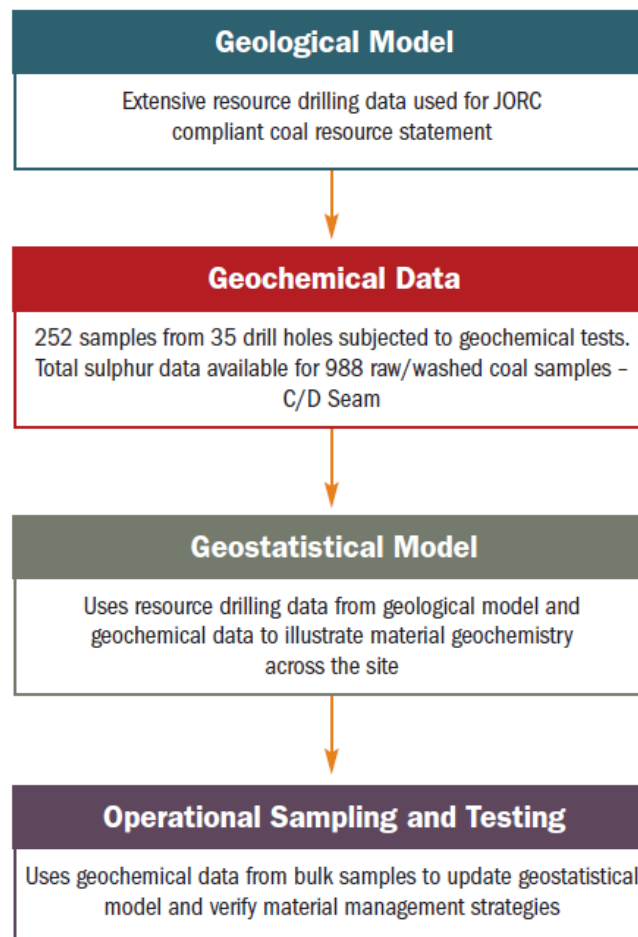 Geological Model
Extensive resource drilling data used for JORC
compliant coal resource statement
Geochemical Data
252 samples from 35 drill holes subjected to geochemical tests.
Total sulphur data available for 988 raw/washed coal samples –
C/D Seam
Geostatistical Model
Uses resource drilling data from geological model and
geochemical data to illustrate material geochemistry
across the site
Operational Sampling and Testing
Uses geochemical data from bulk samples to update geostatistical
model and verify material management strategies